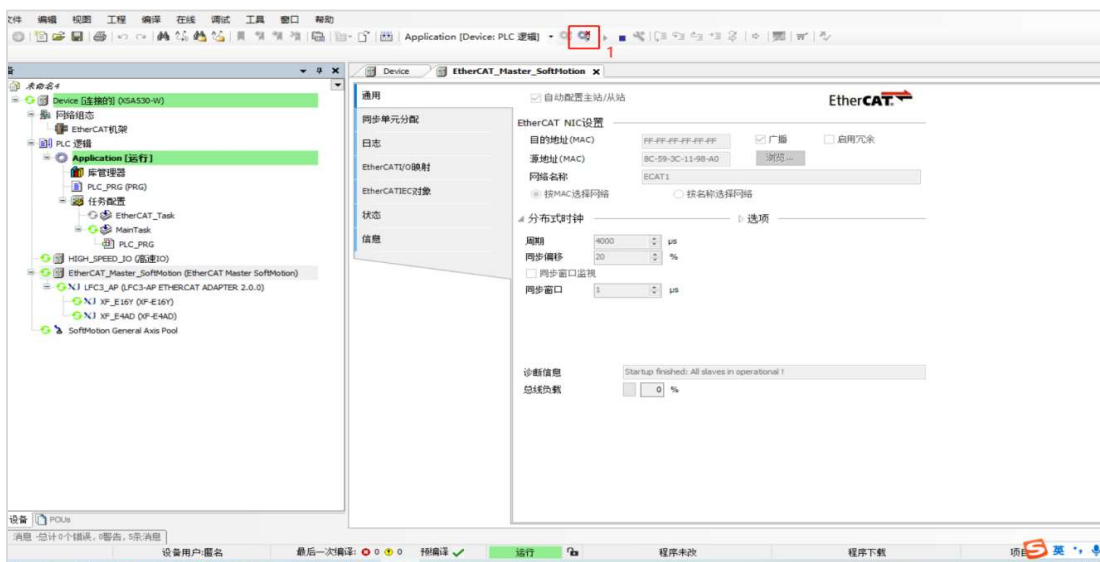 文件 编辑 视图 工程 编译 在线 调试 工具 窗口 帮助
Application [Device: PLC 逻辑]
1
未命名4
Device [连接的] (XSA530-W)
网络组态
EtherCAT机架
PLC 逻辑
Application [运行]
库管理器
PLC_PRG (PRG)
任务配置
EtherCAT_Task
MainTask
PLC_PRG
HIGH_SPEED_IO (高速IO)
EtherCAT_Master_SoftMotion (EtherCAT Master SoftMotion)
LFC3_AP (LFC3-AP ETHERCAT ADAPTER 2.0.0)
XF_E16Y (XF-E16Y)
XF_E4AD (XF-E4AD)
SoftMotion General Axis Pool
设备 POUs
Device EtherCAT_Master_SoftMotion
通用
同步单元分配
日志
EtherCATI/O映射
EtherCATIEC对象
状态
信息
自动配置主站/从站
EtherCAT
EtherCAT NIC设置
目的地址(MAC) FF-FF-FF-FF-FF-FF 广播 启用冗余
源地址(MAC) BC-59-3C-11-98-A0 浏览...
网络名称 ECAT1
按MAC选择网络 按名称选择网络
分布式时钟 选项
周期 4000 µs
同步偏移 20 %
同步窗口监视
同步窗口 1 µs
诊断信息 Startup finished: All slaves in operational !
总线负载 0 %
消息 -总计0个错误, 0警告, 5条消息
设备用户:匿名 最后一次编译: 0 0 预编译 运行 程序未改 程序下载 项目
英